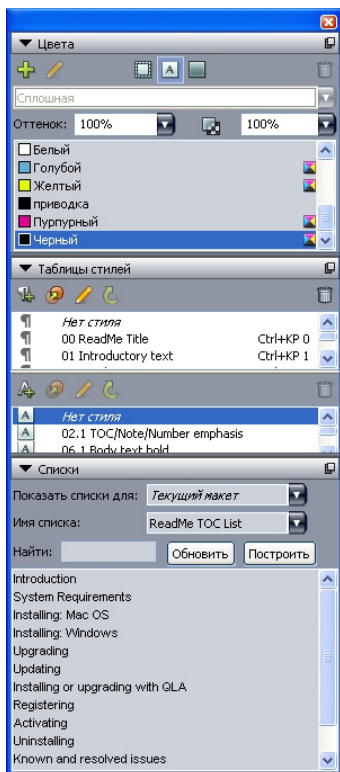 Цвета
A
Сплошная
Оттенок: 100% 100%
Белый
Голубой
Желтый
приводка
Пурпурный
Черный
Таблицы стилей
Нет стиля
00 ReadMe Title Ctrl+KP 0
01 Introductory text Ctrl+KP 1
A Нет стиля
A 02.1 TOC/Note/Number emphasis
A 06.1 Body text bold
Списки
Показать списки для: Текущий макет
Имя списка: ReadMe TOC List
Найти: Обновить Построить
Introduction
System Requirements
Installing: Mac OS
Installing: Windows
Upgrading
Updating
Installing or upgrading with QLA
Registering
Activating
Uninstalling
Known and resolved issues